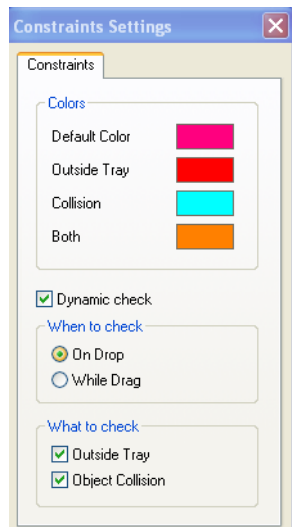 Constraints Settings
Constraints
Colors
Default Color
Outside Tray
Collision
Both
Dynamic check
When to check
On Drop
While Drag
What to check
Outside Tray
Object Collision